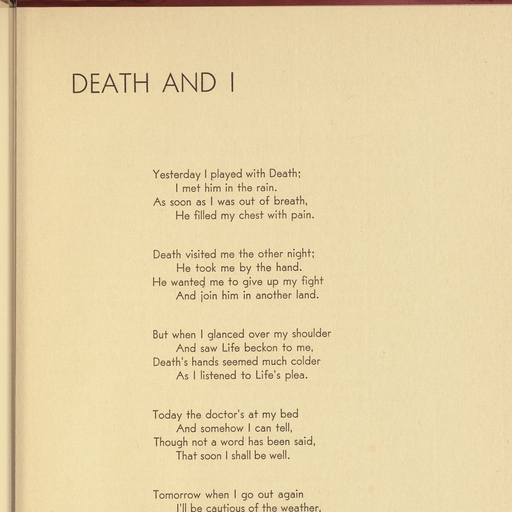 DEATH AND I
Yesterday I played with Death;
I met him in the rain.
As soon as I was out of breath,
He filled my chest with pain.
Death visited me the other night;
He took me by the hand.
He wanted me to give up my fight
And join him in another land.
But when I glanced over my shoulder
And saw Life beckon to me,
Death's hands seemed much colder
As I listened to Life's plea.
Today the doctor's at my bed
And somehow I can tell,
Though not a word has been said,
That soon I shall be well.
Tomorrow when I go out again
I'll be cautious of the weather,